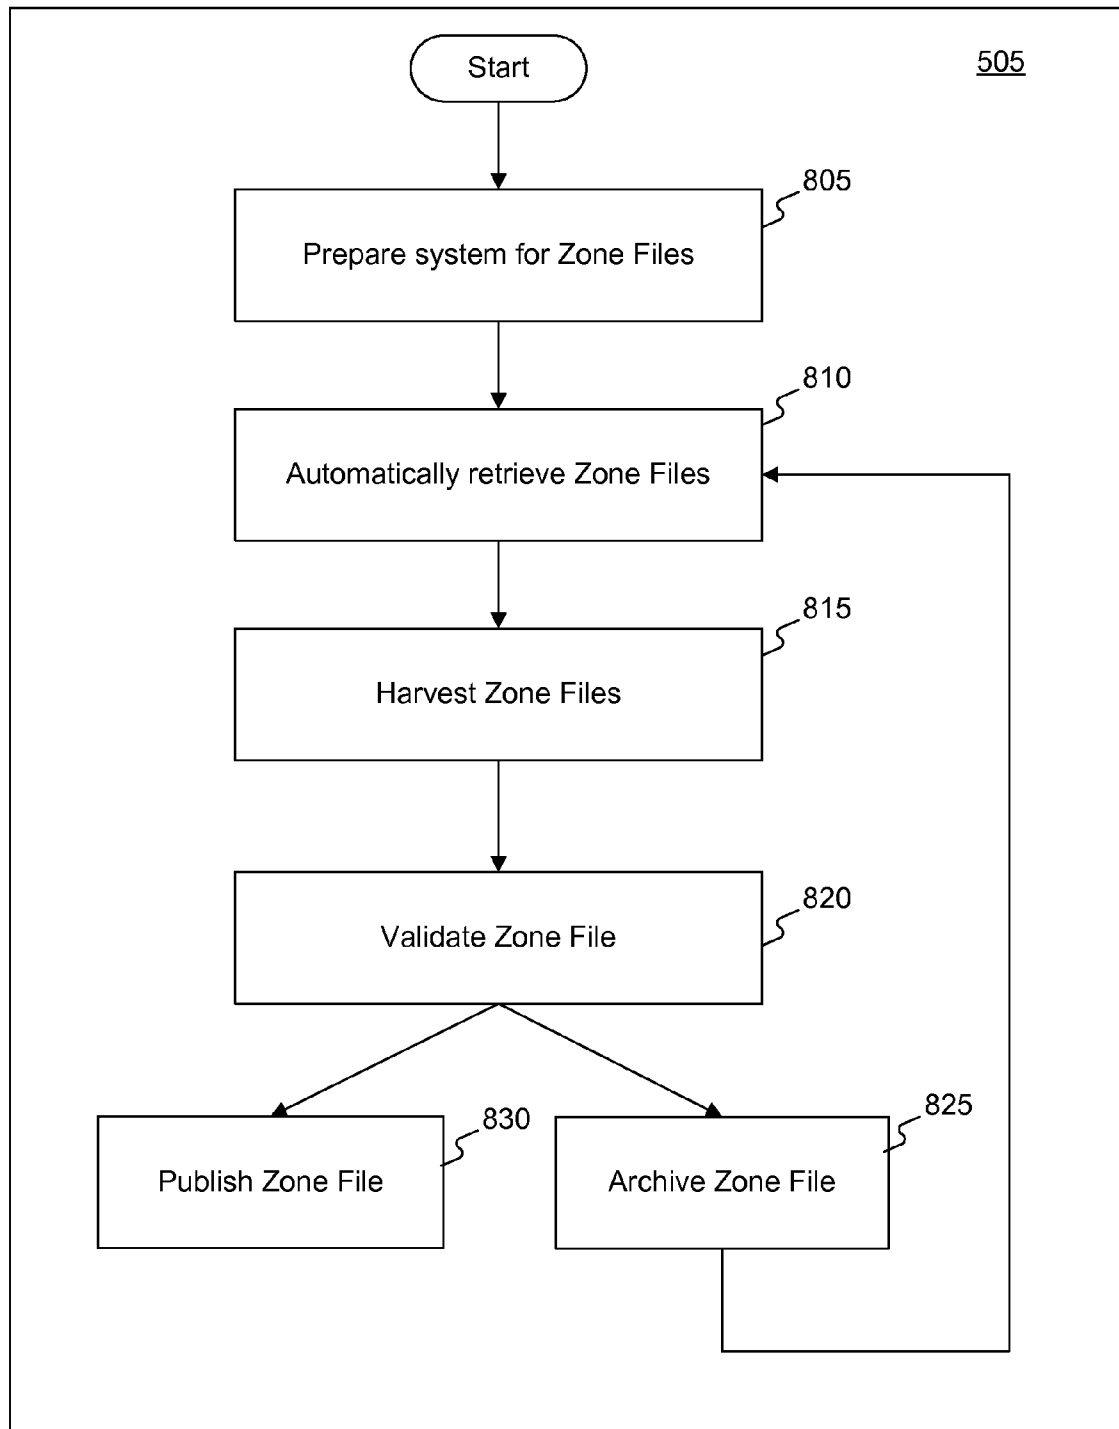 Start
505
805
Prepare system for Zone Files
810
Automatically retrieve Zone Files
815
Harvest Zone Files
820
Validate Zone File
830
Publish Zone File
825
Archive Zone File